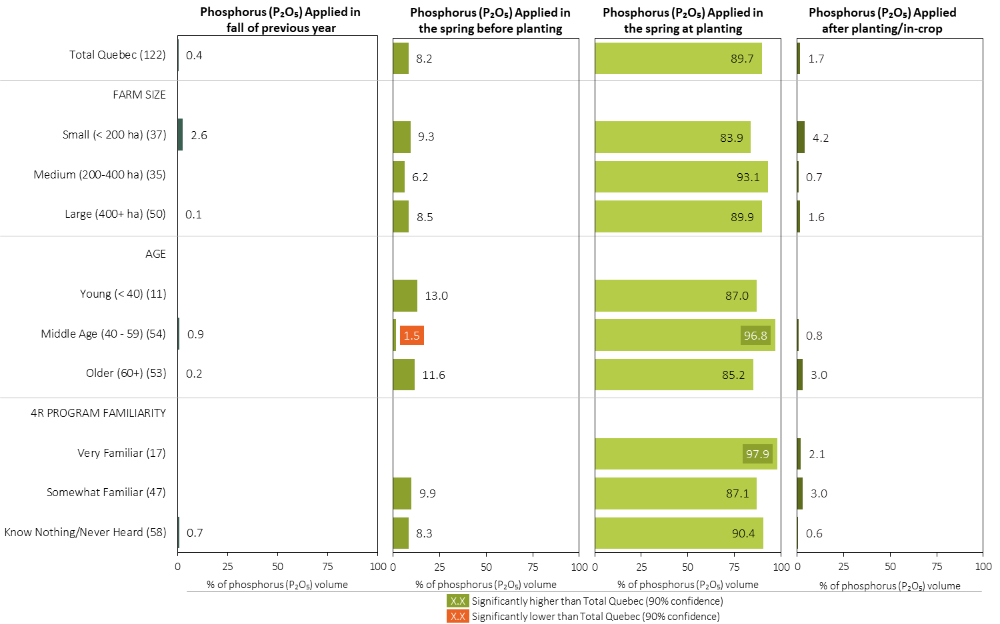 Phosphorus (P₂O₅) Applied in
fall of previous year
Phosphorus (P₂O₅) Applied in
the spring before planting
Phosphorus (P₂O₅) Applied in
the spring at planting
Phosphorus (P₂O₅) Applied
after planting/in-crop
Total Quebec (122) 0.4 8.2 89.7 1.7
FARM SIZE
Small (< 200 ha) (37) 2.6 9.3 83.9 4.2
Medium (200-400 ha) (35) 6.2 93.1 0.7
Large (400+ ha) (50) 0.1 8.5 89.9 1.6
AGE
Young (< 40) (11) 13.0 87.0
Middle Age (40 - 59) (54) 0.9 1.5 96.8 0.8
Older (60+) (53) 0.2 11.6 85.2 3.0
4R PROGRAM FAMILIARITY
Very Familiar (17) 97.9 2.1
Somewhat Familiar (47) 9.9 87.1 3.0
Know Nothing/Never Heard (58) 0.7 8.3 90.4 0.6
0 25 50 75 100 0 25 50 75 100 0 25 50 75 100 0 25 50 75 100
% of phosphorus (P₂O₅) volume % of phosphorus (P₂O₅) volume % of phosphorus (P₂O₅) volume % of phosphorus (P₂O₅) volume
X.X Significantly higher than Total Quebec (90% confidence)
X.X Significantly lower than Total Quebec (90% confidence)